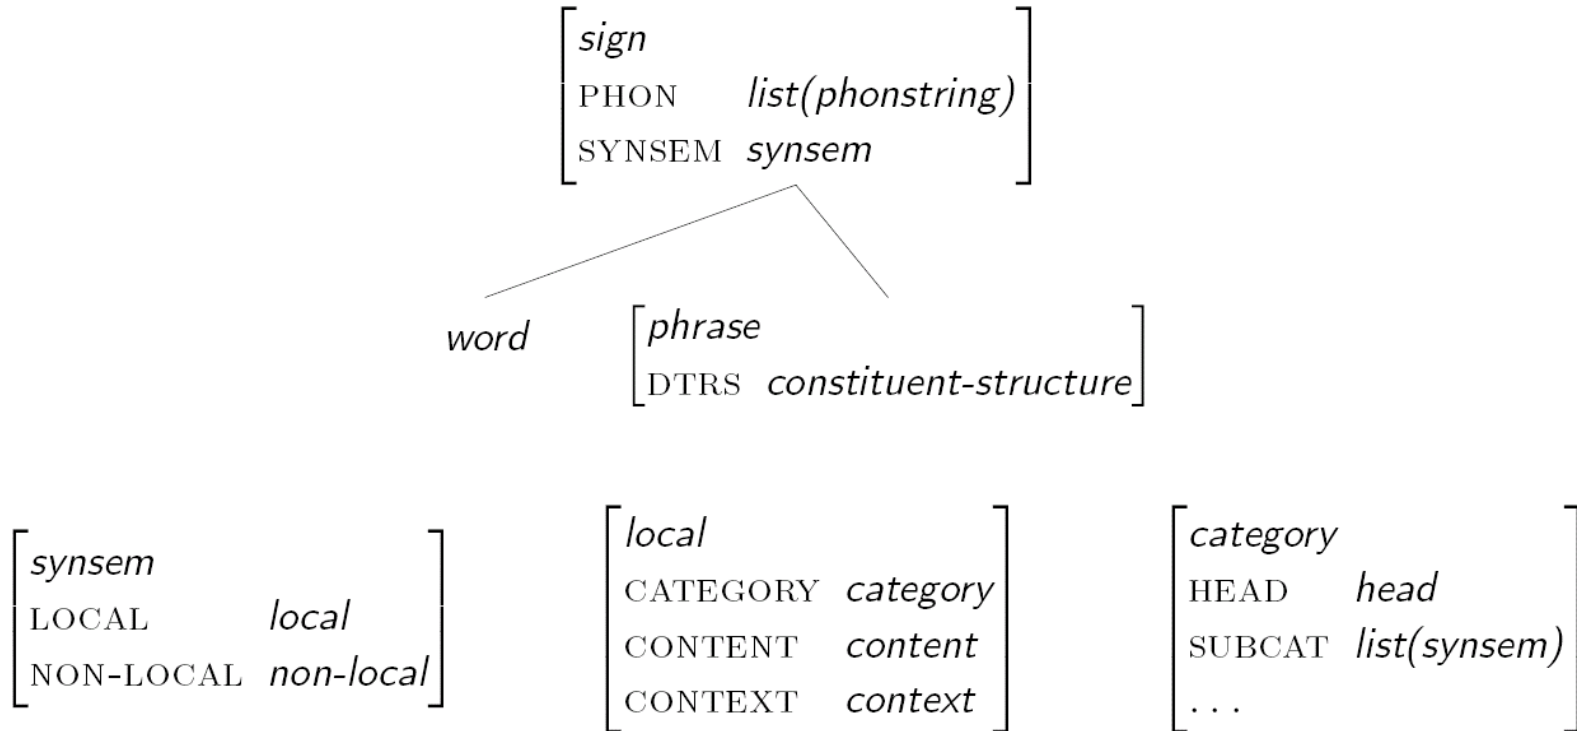 sign
PHON list(phonstring)
SYNSEM synsem
word
phrase
DTRS constituent-structure
synsem
LOCAL local
NON-LOCAL non-local
local
CATEGORY category
CONTENT content
CONTEXT context
category
HEAD head
SUBCAT list(synsem)
...